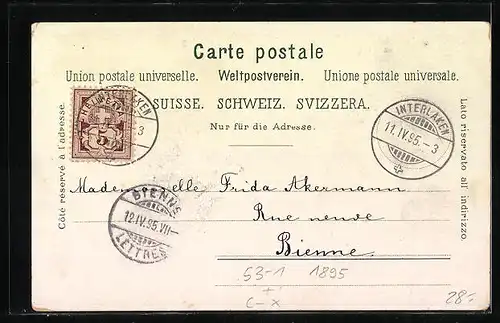 Carte postale
Union postale universelle. Weltpostverein. Unione postale universale.
SUISSE. SCHWEIZ. SVIZZERA.
Nur für die Adresse.
Côté réservé à l'adresse.
Lato riservato all' indirizzo.
5
INTERLAKEN
11.IV.95.-3
Mademoiselle Frida Akermann
Rue neuve
Bienne.
BIENNE
12.IV.95.VII-
LETTRES
53-1 1895
C-X
28.-